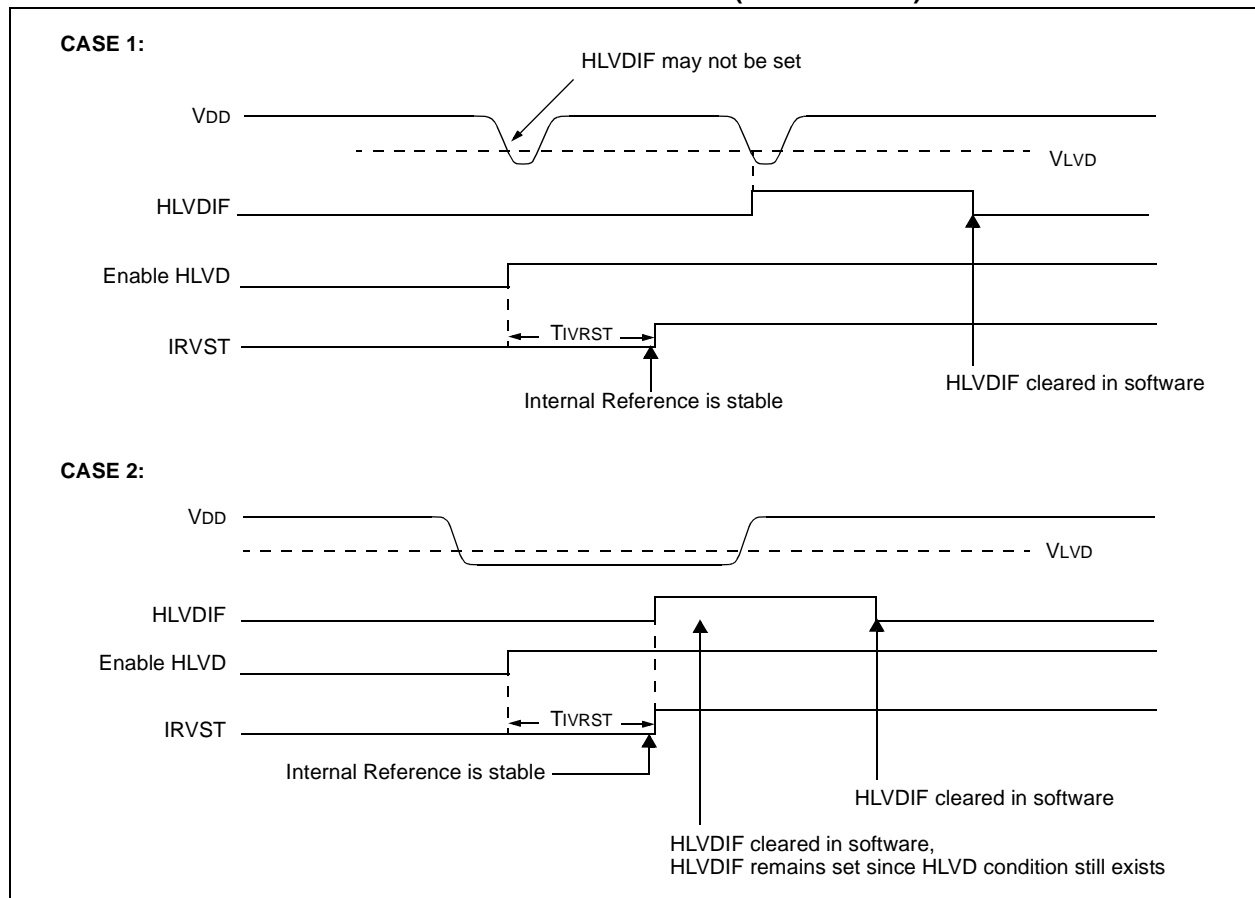 CASE 1:
HLVDIF may not be set
VDD
VLVD
HLVDIF
Enable HLVD
TIVRST
IRVST
HLVDIF cleared in software
Internal Reference is stable
CASE 2:
VDD
VLVD
HLVDIF
Enable HLVD
TIVRST
IRVST
Internal Reference is stable
HLVDIF cleared in software
HLVDIF cleared in software,
HLVDIF remains set since HLVD condition still exists